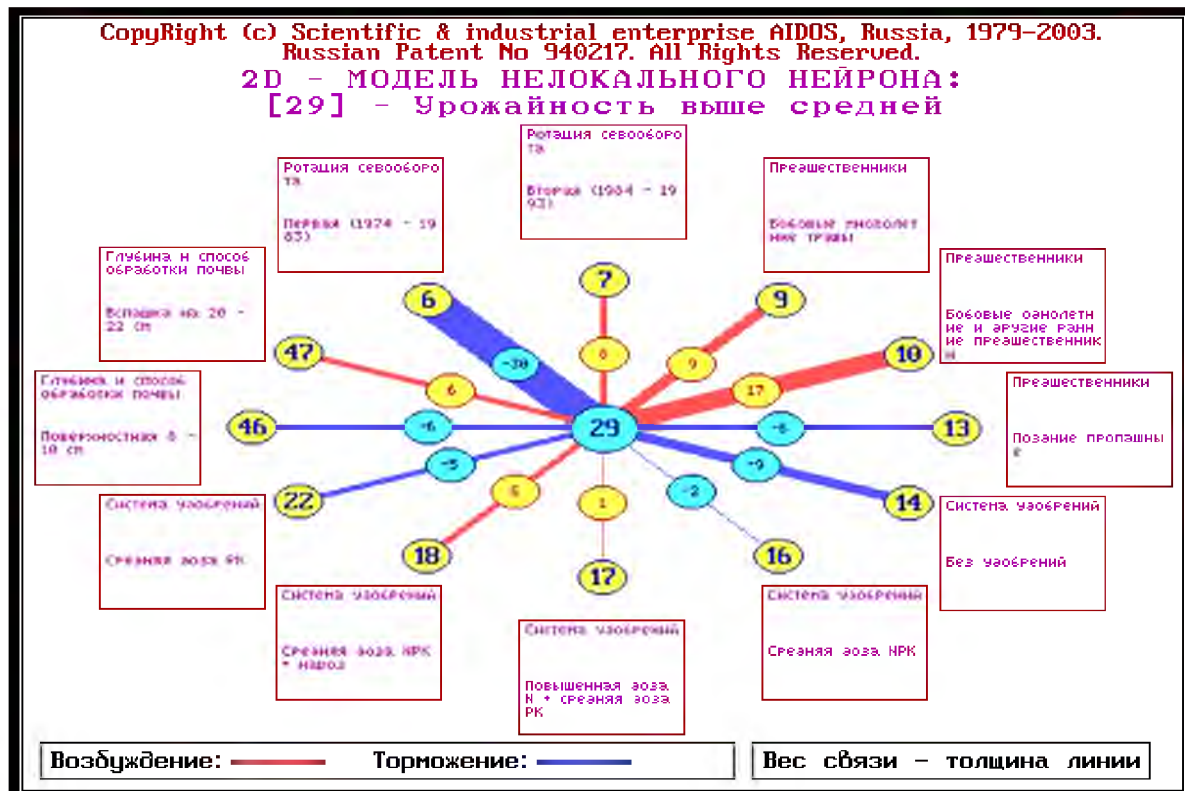 CopyRight (c) Scientific & industrial enterprise AIDOS, Russia, 1979-2003.
Russian Patent No 940217. All Rights Reserved.
2D - МОДЕЛЬ НЕЛОКАЛЬНОГО НЕЙРОНА:
[29] - Урожайность выше средней
Ротация севооборо
та
Вторая (1984 - 19
93)
Ротация севооборо
та
Первая (1974 - 19
83)
Предшественники
Бобовые многолет
ние травы
Глубина и способ
обработки почвы
Вспашка на 20 -
22 см
Предшественники
Бобовые однолет
ние и другие ранн
ие предшественник
и
Глубина и способ
обработки почвы
Поверхностная 8 -
10 см
Предшественники
Поздние пропашны
е
Система удобрений
Средняя доза РК
Система удобрений
Без удобрений
Система удобрений
Средняя доза NPK
+ навоз
Система удобрений
Повышенная доза
N + средняя доза
РК
Система удобрений
Средняя доза NPK
6
7
9
47
10
46
29
13
22
14
18
17
16
8
9
17
6
-6
-5
5
1
-2
-9
Возбуждение:
Торможение:
Вес связи - толщина линии